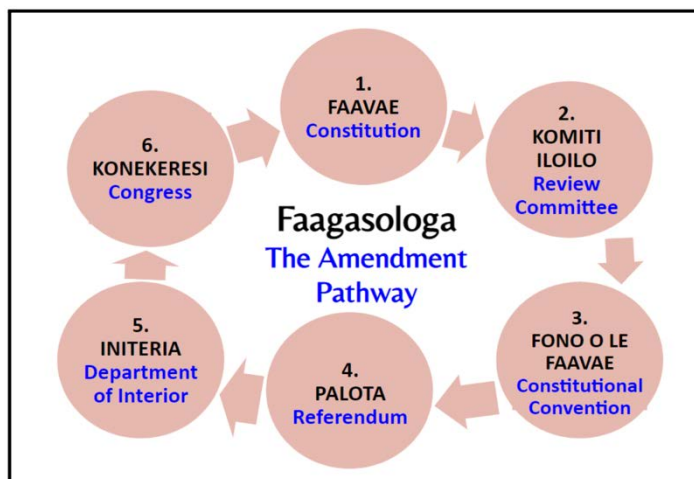 1.
FAAVAE
Constitution
2.
KOMITI
ILOILO
Review
Committee
3.
FONO O LE
FAAVAE
Constitutional
Convention
4.
PALOTA
Referendum
5.
INITERIA
Department
of Interior
6.
KONEKERESI
Congress
Faagasologa
The Amendment
Pathway